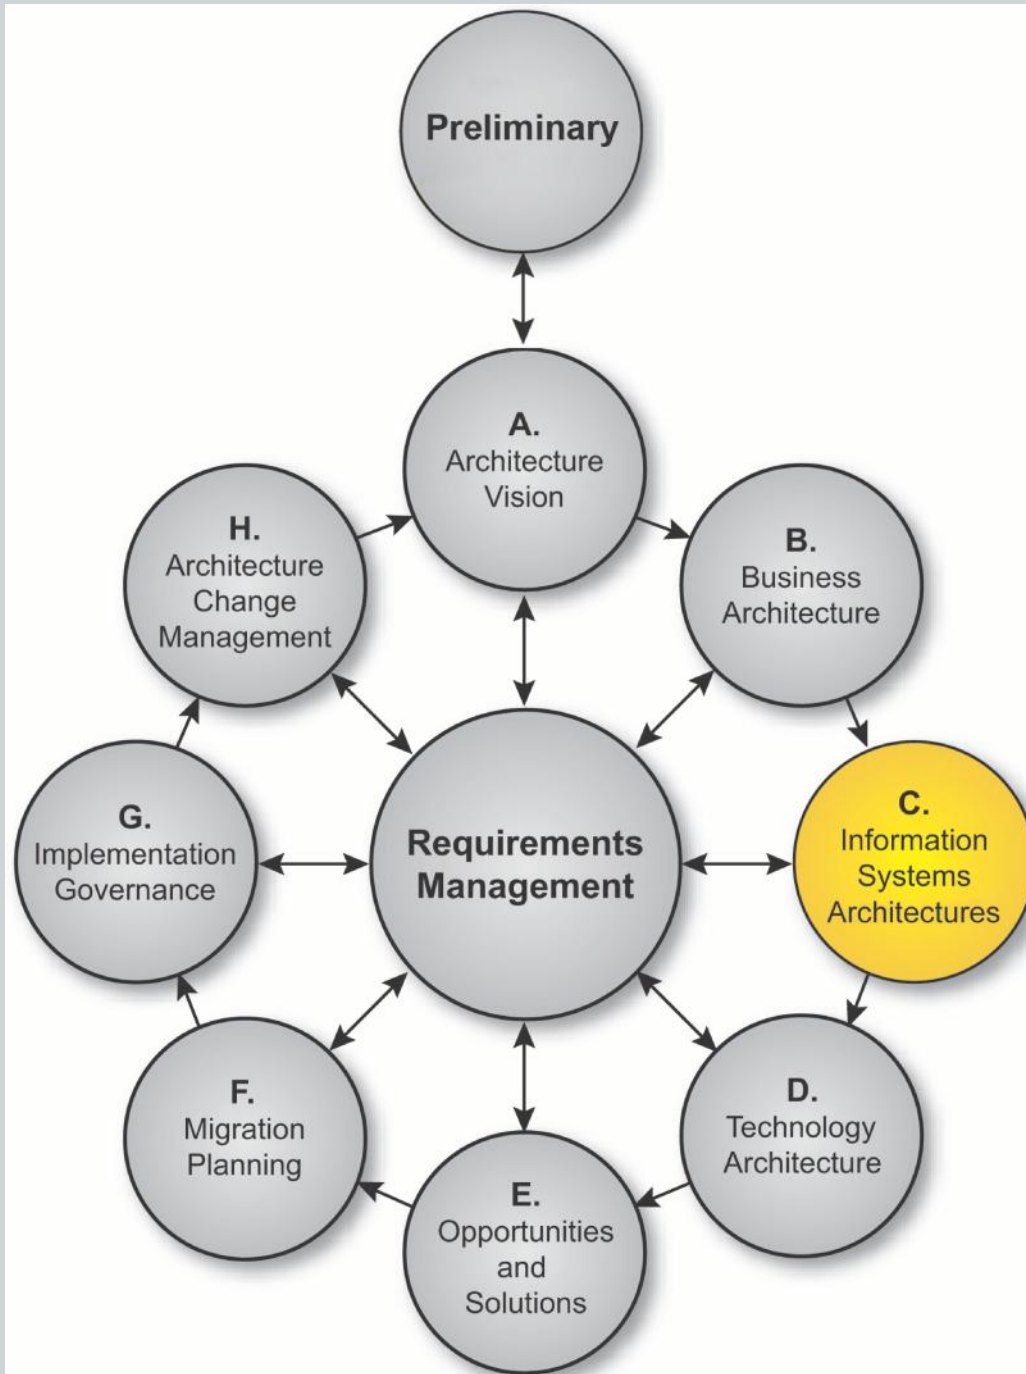 Preliminary
A.
Architecture
Vision
B.
Business
Architecture
C.
Information
Systems
Architectures
D.
Technology
Architecture
E.
Opportunities
and
Solutions
F.
Migration
Planning
G.
Implementation
Governance
H.
Architecture
Change
Management
Requirements
Management